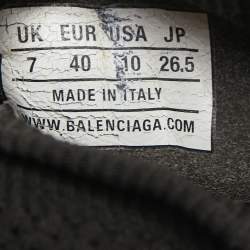 UK EUR USA JP
7 40 10 26.5
MADE IN ITALY
WWW.BALENCIAGA.COM